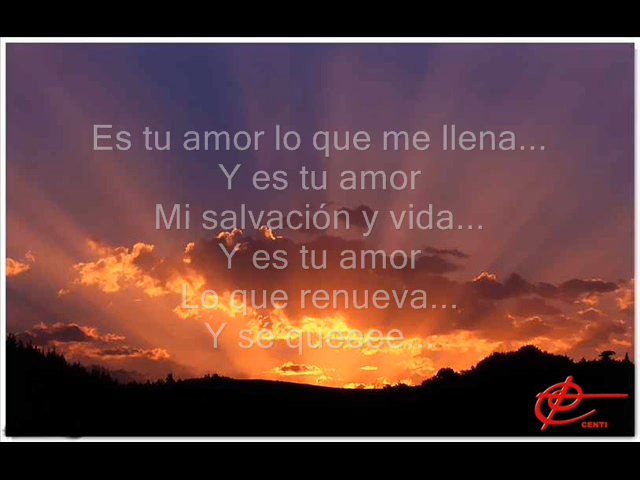 Es tu amor lo que me llena...
Y es tu amor
Mi salvación y vida...
Y es tu amor
Lo que renueva...
Y se queeee...
CENTI